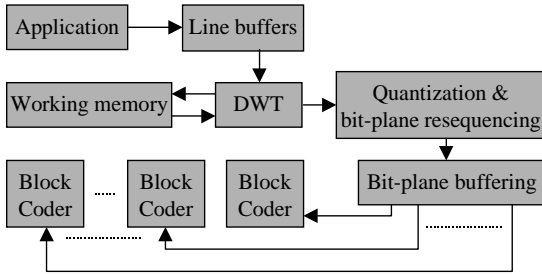 Application
Line buffers
Working memory
DWT
Quantization &
bit-plane resequencing
Block
Coder
Block
Coder
Block
Coder
Bit-plane buffering